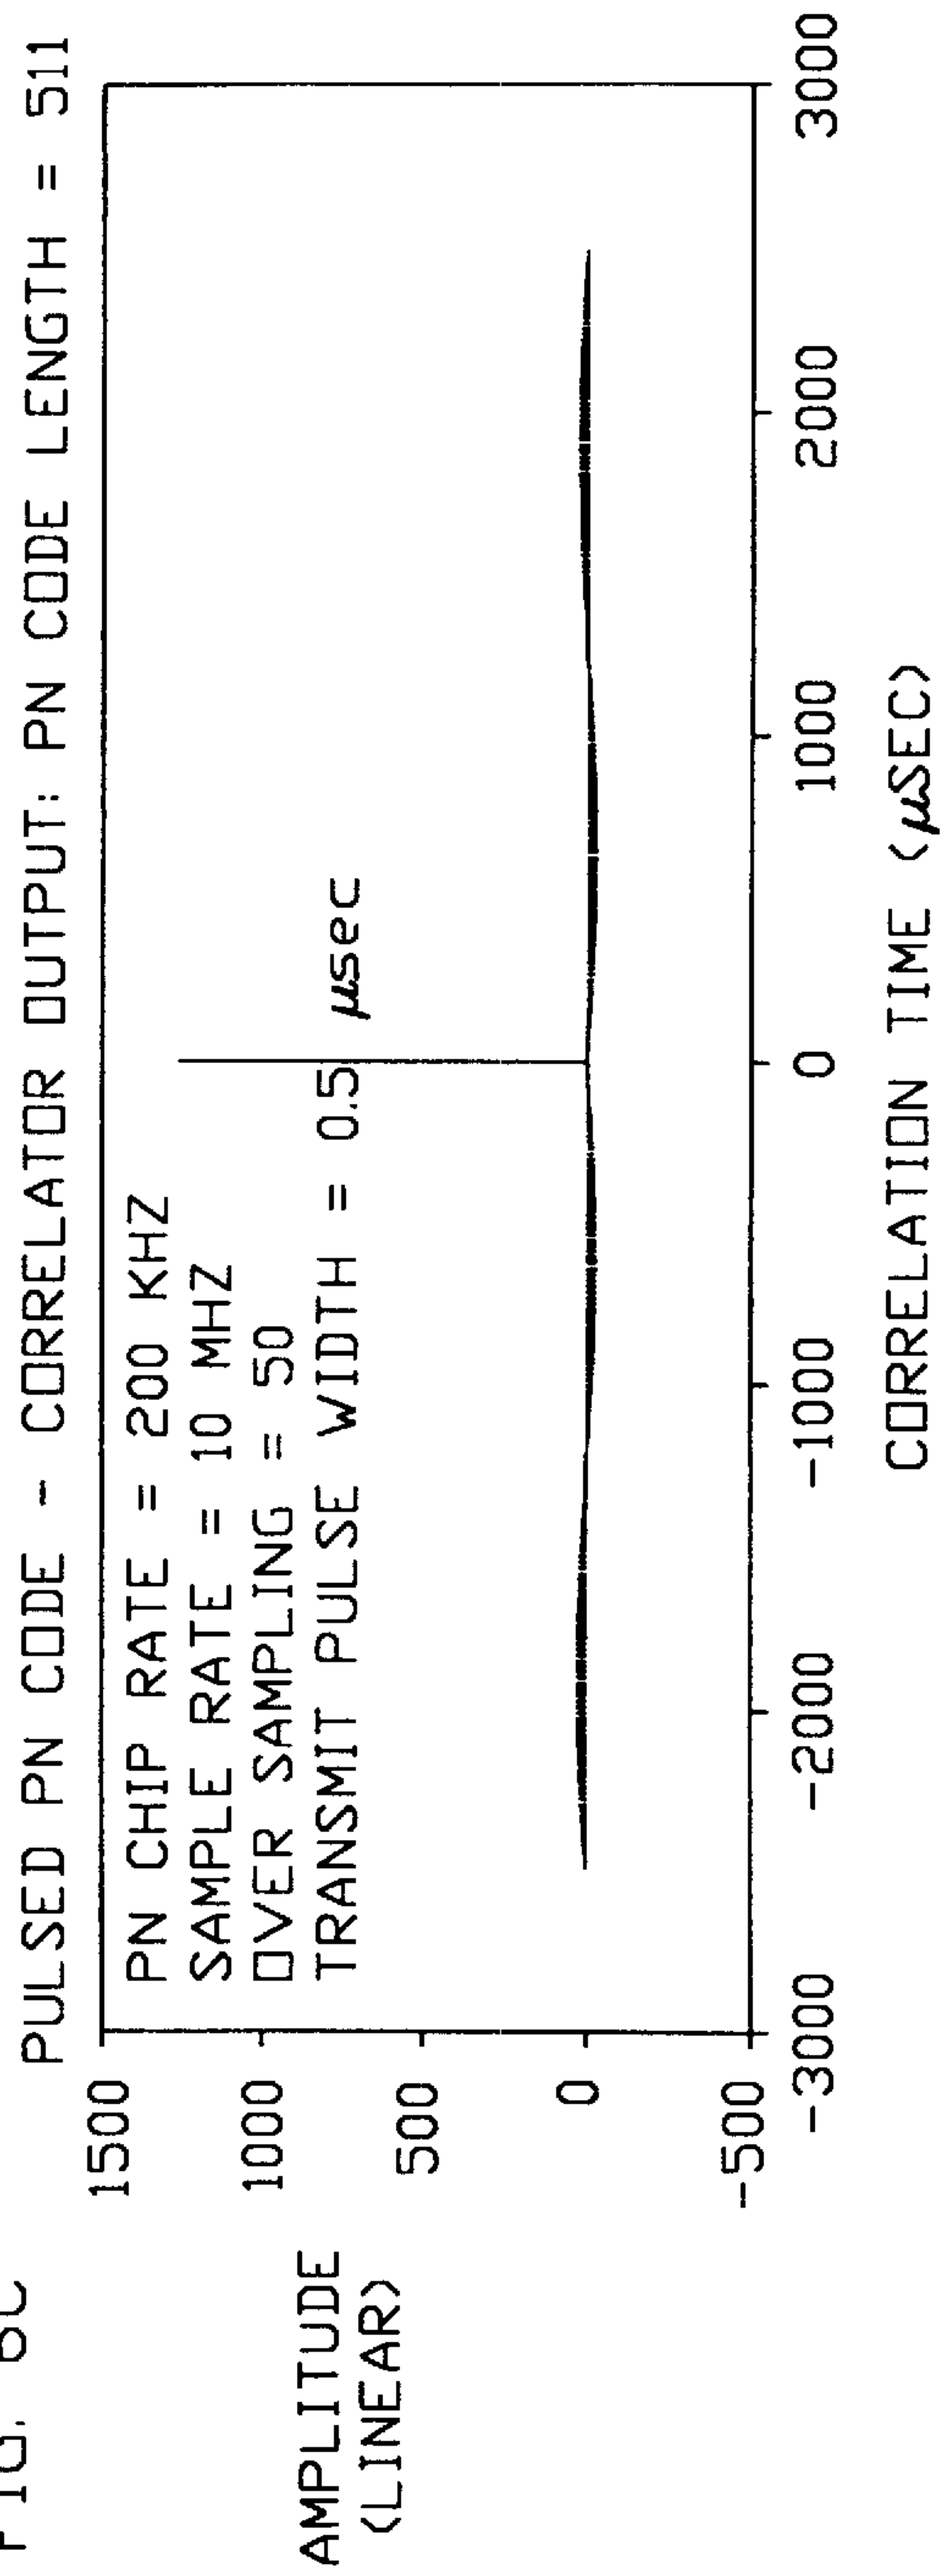 PULSED PN CODE - CORRELATOR OUTPUT: PN CODE LENGTH = 511
PN CHIP RATE = 200 KHZ
SAMPLE RATE = 10 MHZ
OVER SAMPLING = 50
TRANSMIT PULSE WIDTH = 0.5 μsec
AMPLITUDE
(LINEAR)
1500
1000
500
0
-500
-3000 -2000 -1000 0 1000 2000 3000
CORRELATION TIME (μSEC)